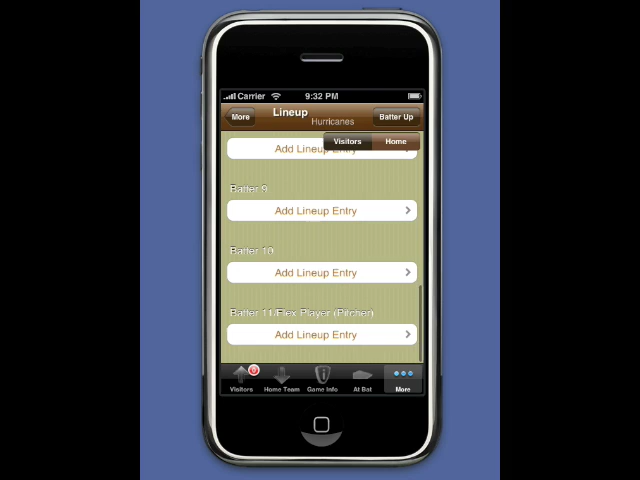 Carrier 9:32 PM
More Lineup Batter Up
Hurricanes
Visitors Home
Add Lineup Entry
Batter 9
Add Lineup Entry
Batter 10
Add Lineup Entry
Batter 11/Flex Player (Pitcher)
Add Lineup Entry
Visitors Home Team Game Info At Bat More